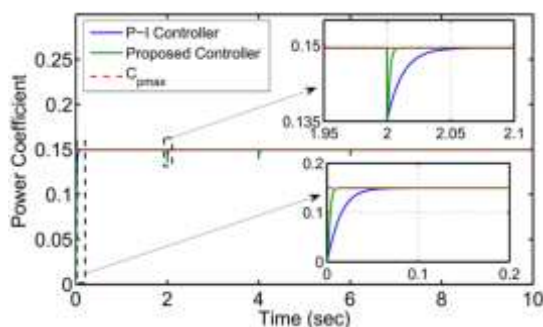 P-I Controller
Proposed Controller
C_pmax
Power Coefficient
0.25
0.20
0.15
0.10
0.05
0
0 2 4 6 8 10
Time (sec)
0.15
0.135
1.95 2 2.05 2.1
0.2
0.1
0
0 0.1 0.2